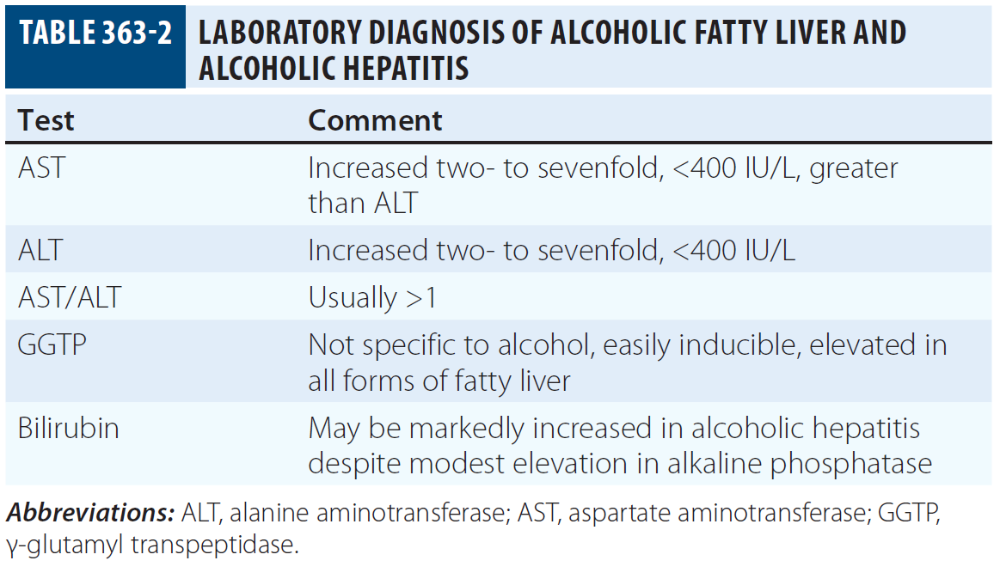 TABLE 363-2 LABORATORY DIAGNOSIS OF ALCOHOLIC FATTY LIVER AND
ALCOHOLIC HEPATITIS
Test Comment
AST Increased two- to sevenfold, <400 IU/L, greater
than ALT
ALT Increased two- to sevenfold, <400 IU/L
AST/ALT Usually >1
GGTP Not specific to alcohol, easily inducible, elevated in
all forms of fatty liver
Bilirubin May be markedly increased in alcoholic hepatitis
despite modest elevation in alkaline phosphatase
Abbreviations: ALT, alanine aminotransferase; AST, aspartate aminotransferase; GGTP,
γ-glutamyl transpeptidase.